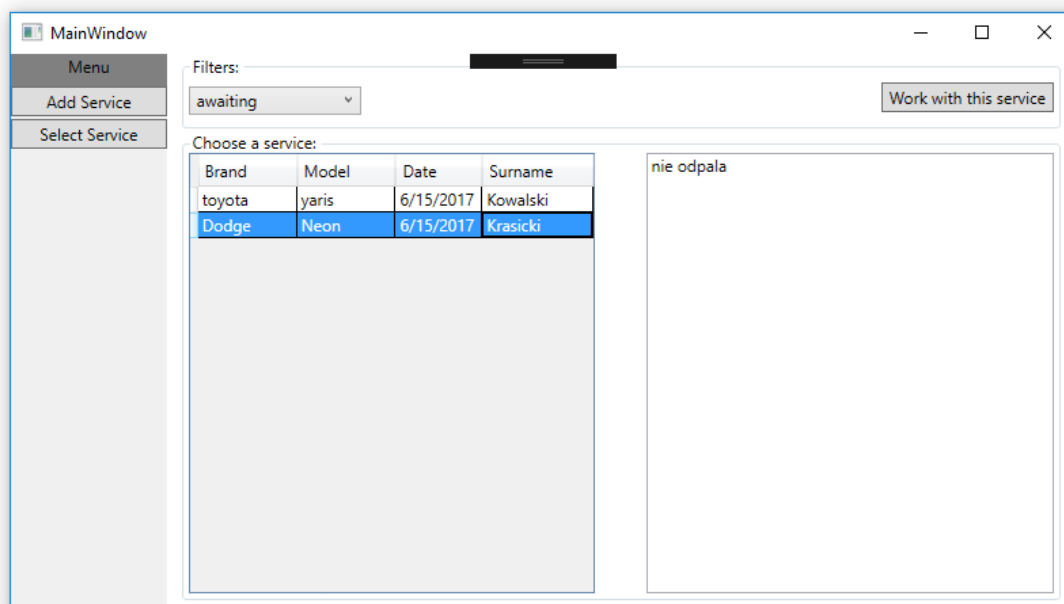 MainWindow
Menu
Add Service
Select Service
Filters:
awaiting
Work with this service
Choose a service:
Brand Model Date Surname
toyota yaris 6/15/2017 Kowalski
Dodge Neon 6/15/2017 Krasicki
nie odpala